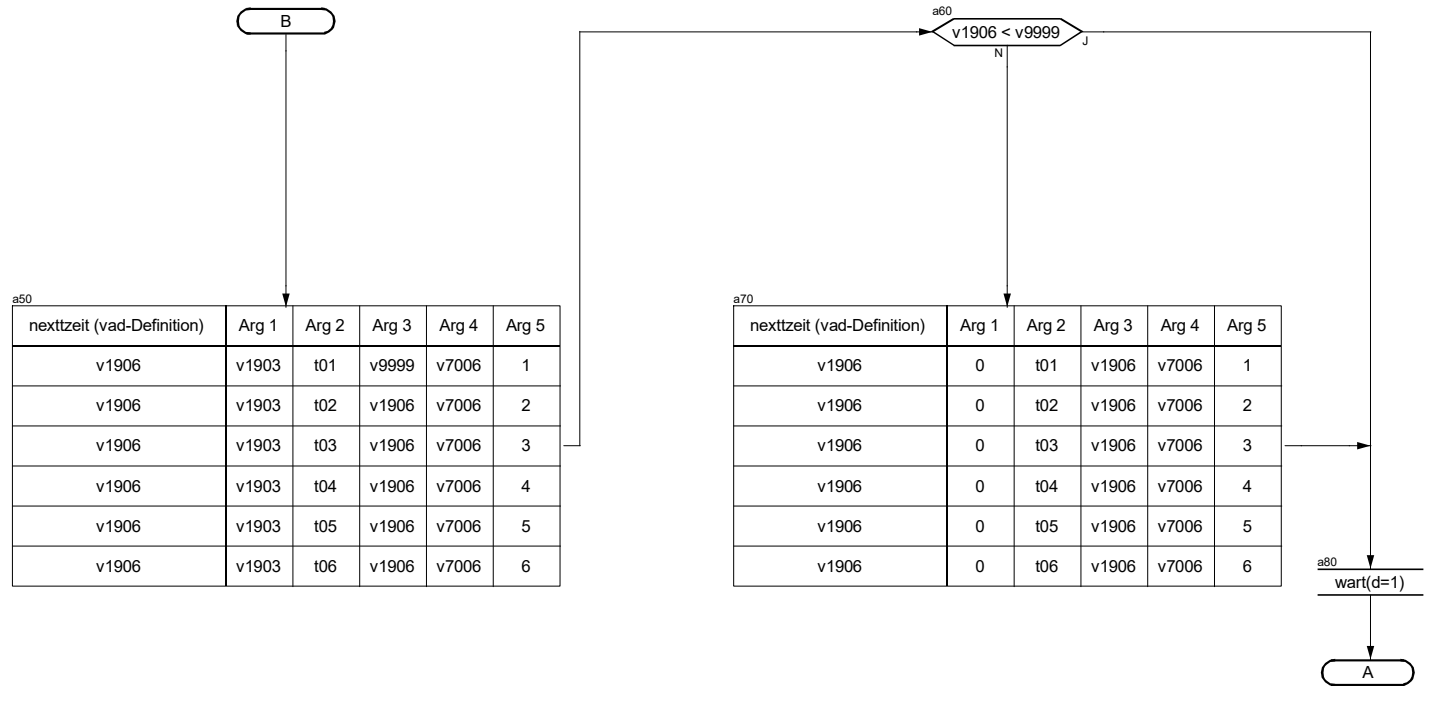 B
a60
v1906 < v9999
J
N
a50
nexttzeit (vad-Definition) Arg 1 Arg 2 Arg 3 Arg 4 Arg 5
v1906 v1903 t01 v9999 v7006 1
v1906 v1903 t02 v1906 v7006 2
v1906 v1903 t03 v1906 v7006 3
v1906 v1903 t04 v1906 v7006 4
v1906 v1903 t05 v1906 v7006 5
v1906 v1903 t06 v1906 v7006 6
a70
nexttzeit (vad-Definition) Arg 1 Arg 2 Arg 3 Arg 4 Arg 5
v1906 0 t01 v1906 v7006 1
v1906 0 t02 v1906 v7006 2
v1906 0 t03 v1906 v7006 3
v1906 0 t04 v1906 v7006 4
v1906 0 t05 v1906 v7006 5
v1906 0 t06 v1906 v7006 6
a80
wart(d=1)
A